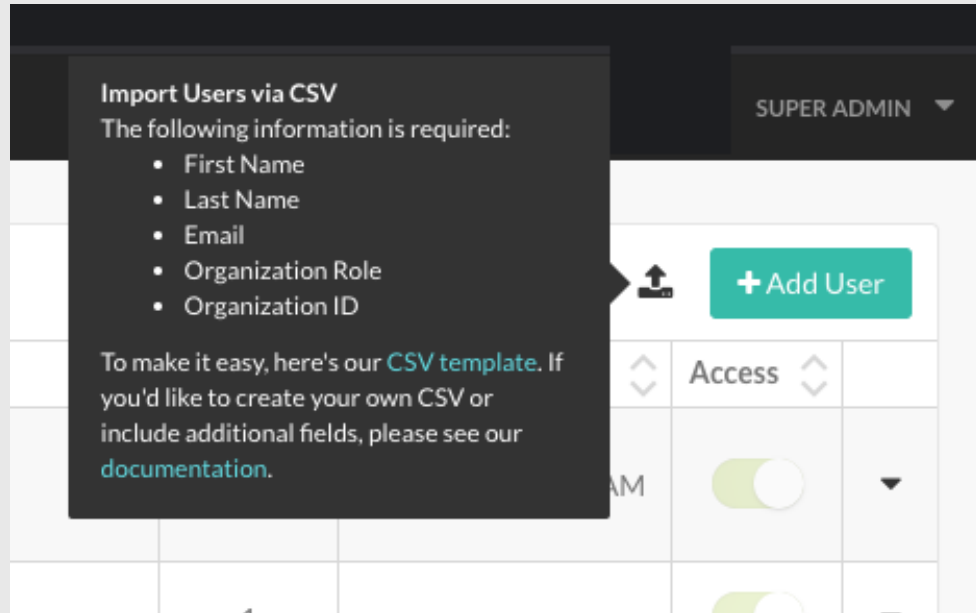 Import Users via CSV
The following information is required:
• First Name
• Last Name
• Email
• Organization Role
• Organization ID
To make it easy, here's our CSV template. If
you'd like to create your own CSV or
include additional fields, please see our
documentation.
SUPER ADMIN
+ Add User
Access
AM